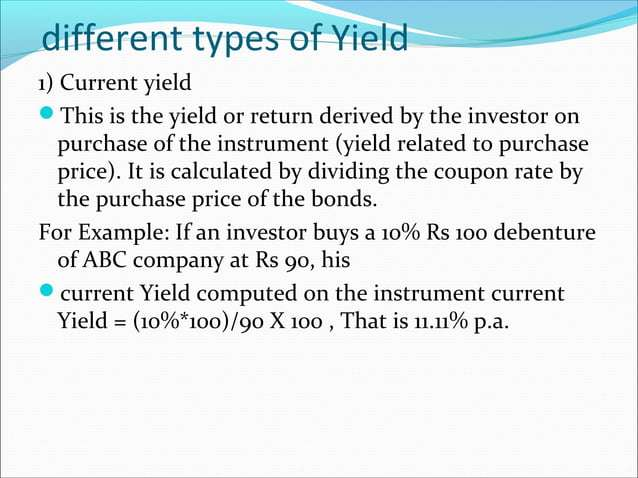 different types of Yield
1) Current yield
This is the yield or return derived by the investor on
purchase of the instrument (yield related to purchase
price). It is calculated by dividing the coupon rate by
the purchase price of the bonds.
For Example: If an investor buys a 10% Rs 100 debenture
of ABC company at Rs 90, his
current Yield computed on the instrument current
Yield = (10%*100)/90 X 100 , That is 11.11% p.a.